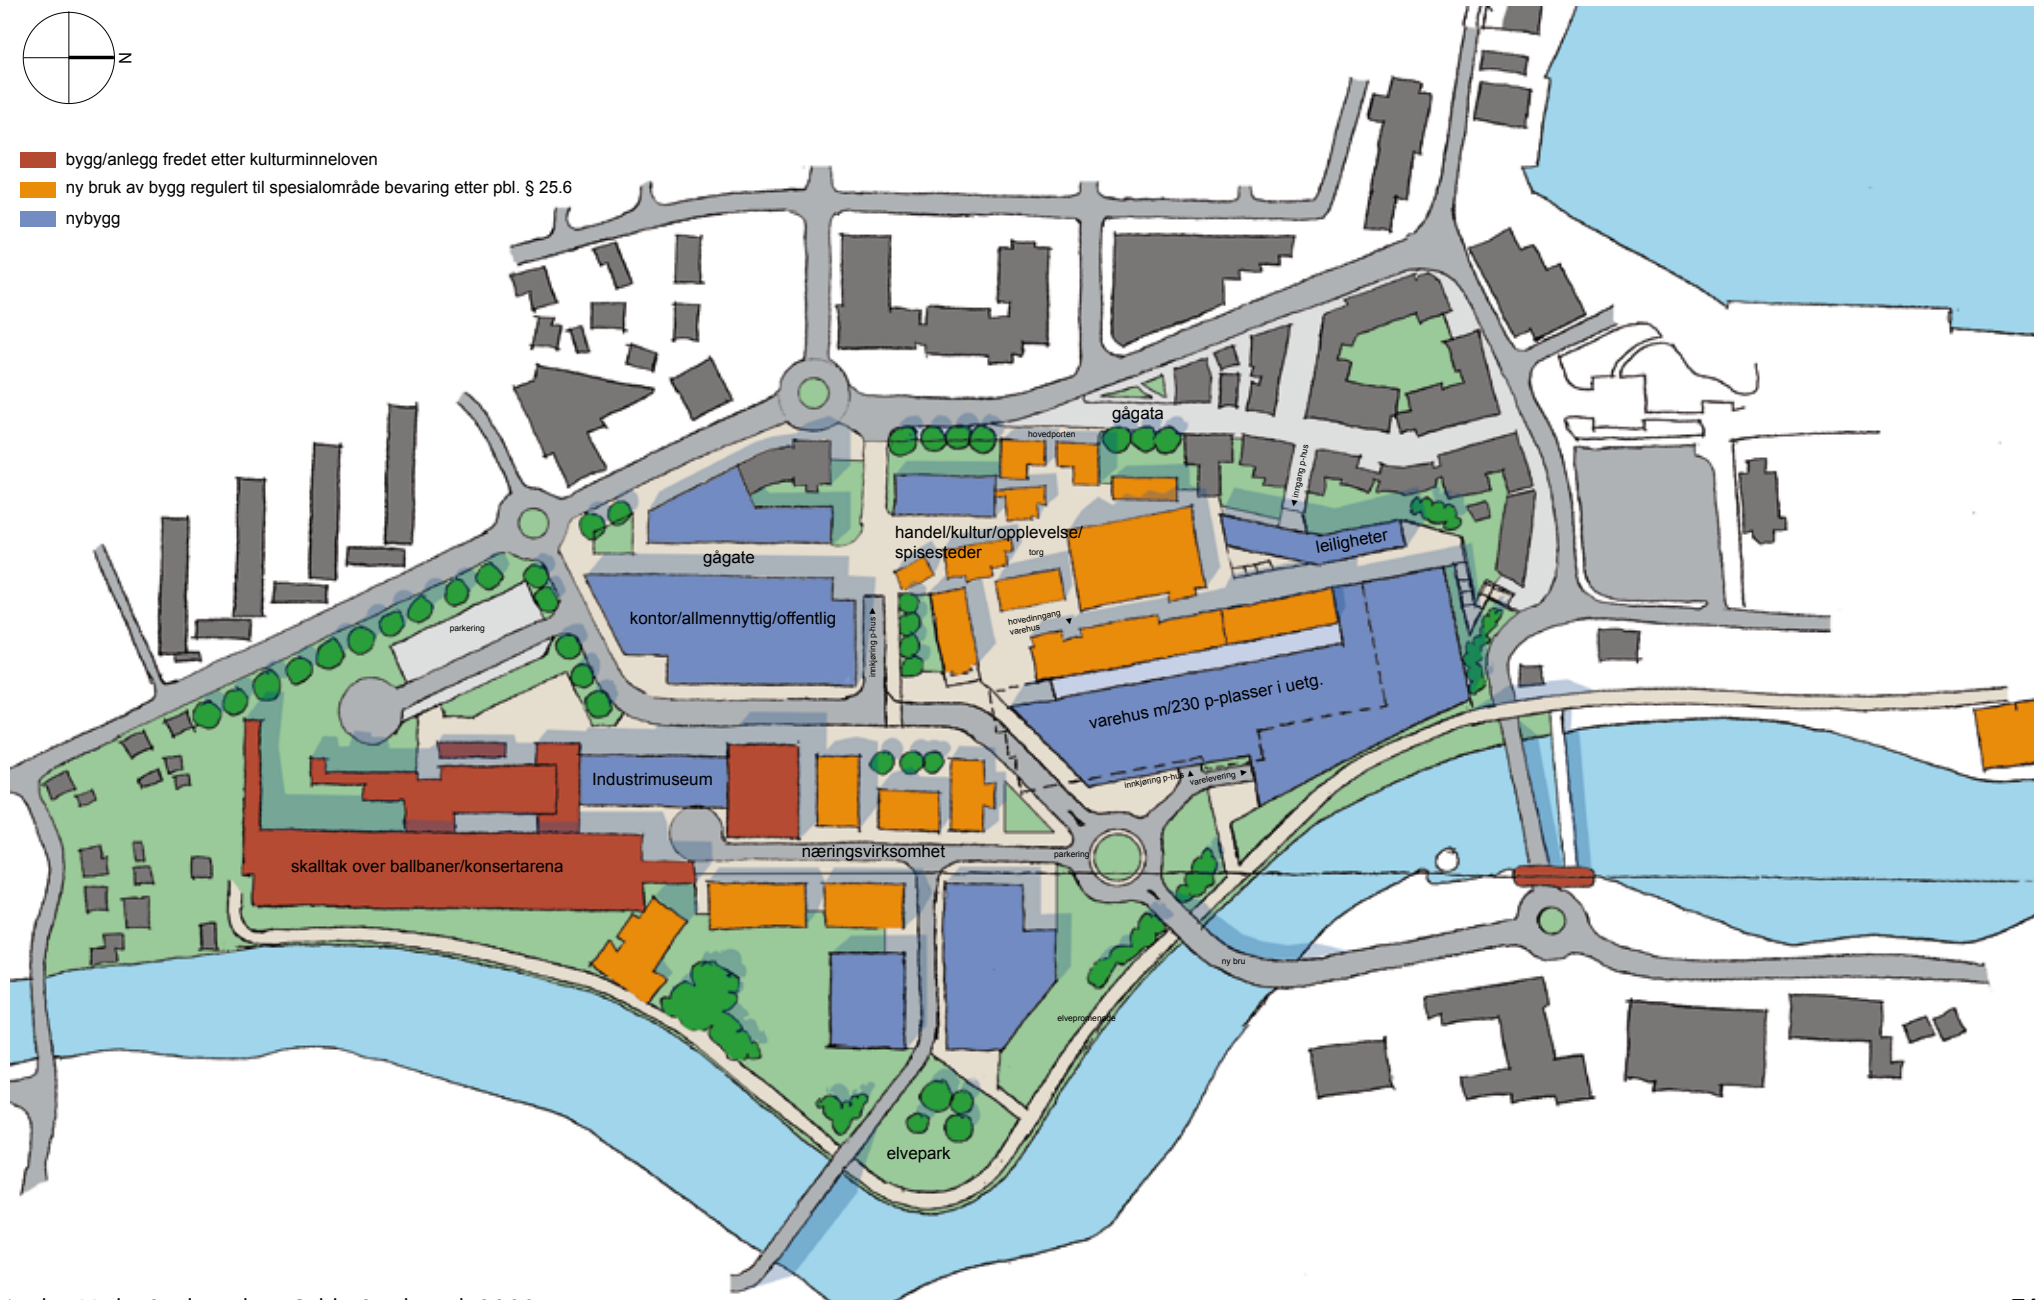 N
bygg/anlegg fredet etter kulturminneloven
ny bruk av bygg regulert til spesialområde bevaring etter pbl. § 25.6
nybygg
gågata
hovedporten
inngang p-hus
handel/kultur/opplevelse/
spisesteder
torg
leiligheter
gågate
kontor/allmennyttig/offentlig
innkjøring p-hus
hovedinngang
varehus
parkering
varehus m/230 p-plasser i uetg.
innkjøring p-hus
varelevering
Industrimuseum
skalltak over ballbaner/konsertarena
næringsvirksomhet
parkering
ny bru
elvepromenade
elvepark